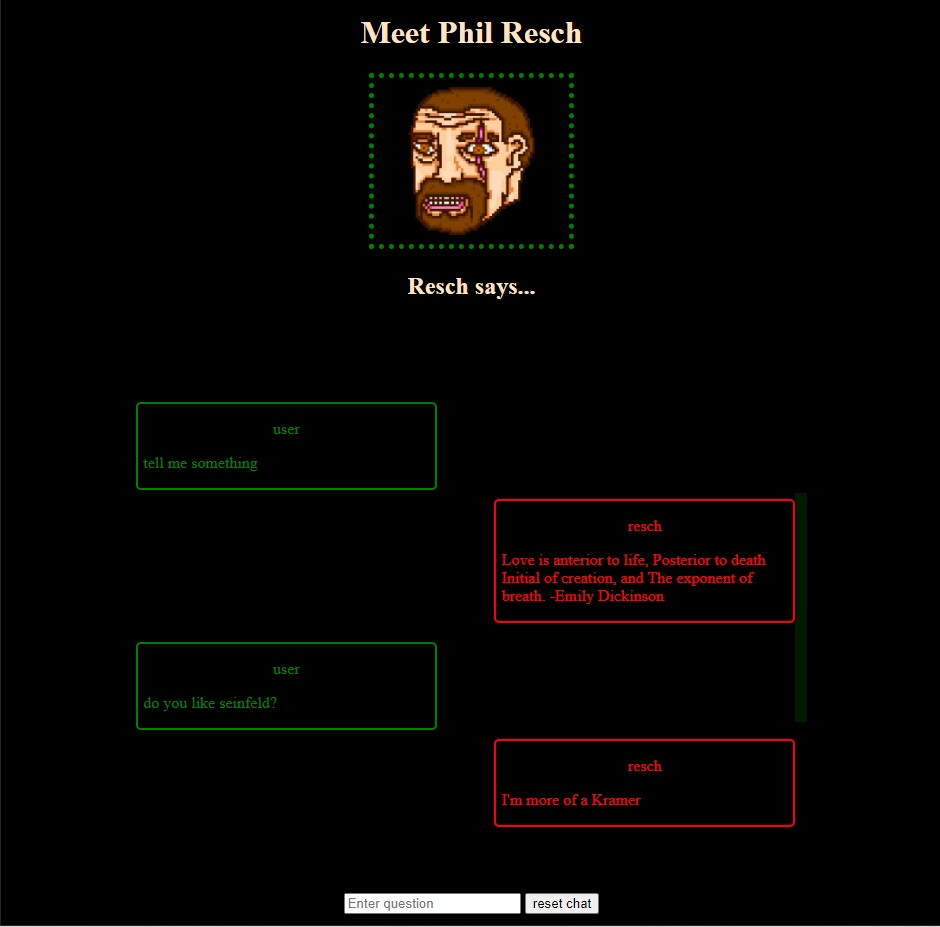 Meet Phil Resch
Resch says...
user
tell me something
resch
Love is anterior to life, Posterior to death
Initial of creation, and The exponent of
breath. -Emily Dickinson
user
do you like seinfeld?
resch
I'm more of a Kramer
Enter question
reset chat